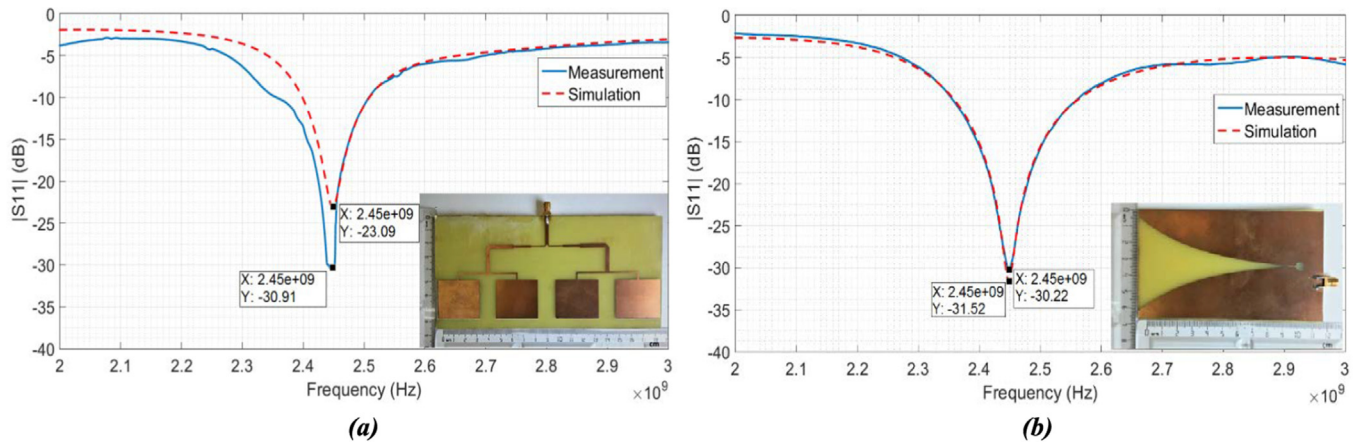 0
-5
-10
-15
-20
-25
-30
-35
-40
|S11| (dB)
Measurement
Simulation
X: 2.45e+09
Y: -23.09
X: 2.45e+09
Y: -30.91
cm
2 2.1 2.2 2.3 2.4 2.5 2.6 2.7 2.8 2.9 3
Frequency (Hz)
×10⁹
(a)
0
-5
-10
-15
-20
-25
-30
-35
-40
|S11| (dB)
Measurement
Simulation
X: 2.45e+09
Y: -31.52
X: 2.45e+09
Y: -30.22
2 2.1 2.2 2.3 2.4 2.5 2.6 2.7 2.8 2.9 3
Frequency (Hz)
×10⁹
(b)